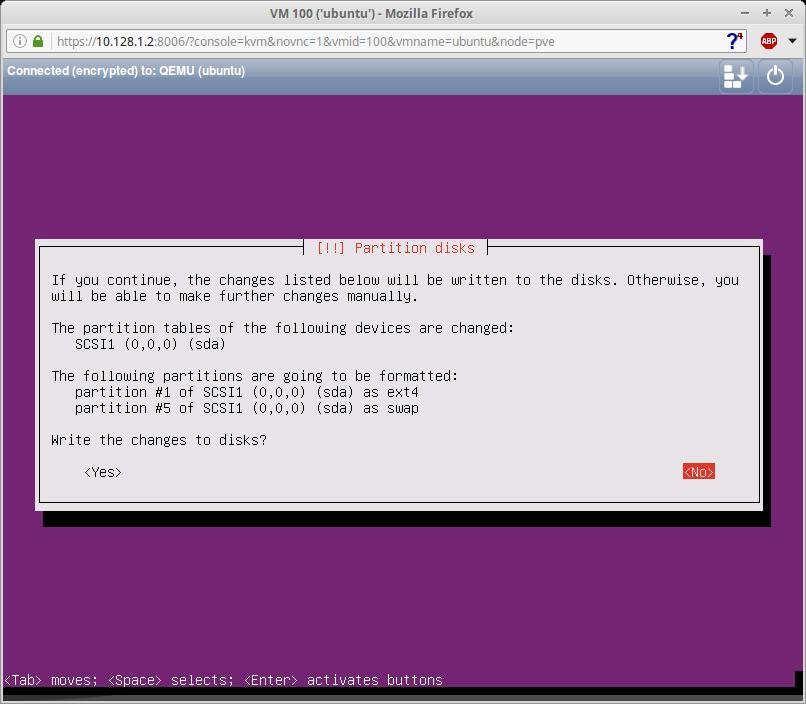 VM 100 ('ubuntu') - Mozilla Firefox
https://10.128.1.2:8006/?console=kvm&novnc=1&vmid=100&vmname=ubuntu&node=pve
ABP
Connected (encrypted) to: QEMU (ubuntu)
[!!] Partition disks
If you continue, the changes listed below will be written to the disks. Otherwise, you
will be able to make further changes manually.
The partition tables of the following devices are changed:
SCSI1 (0,0,0) (sda)
The following partitions are going to be formatted:
partition #1 of SCSI1 (0,0,0) (sda) as ext4
partition #5 of SCSI1 (0,0,0) (sda) as swap
Write the changes to disks?
<Yes> <No>
<Tab> moves; <Space> selects; <Enter> activates buttons